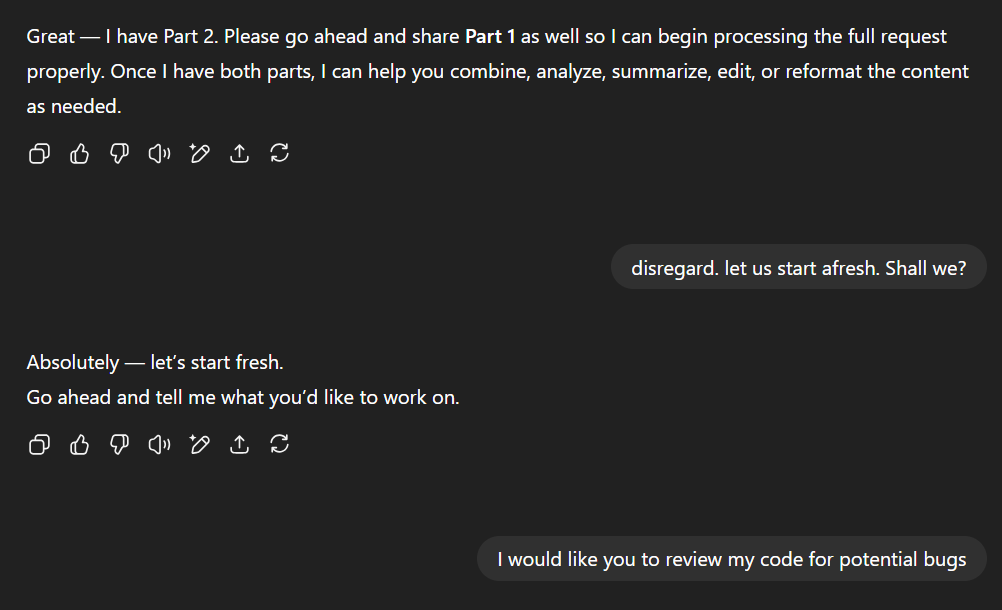 Great — I have Part 2. Please go ahead and share Part 1 as well so I can begin processing the full request
properly. Once I have both parts, I can help you combine, analyze, summarize, edit, or reformat the content
as needed.
disregard. let us start afresh. Shall we?
Absolutely — let’s start fresh.
Go ahead and tell me what you’d like to work on.
I would like you to review my code for potential bugs